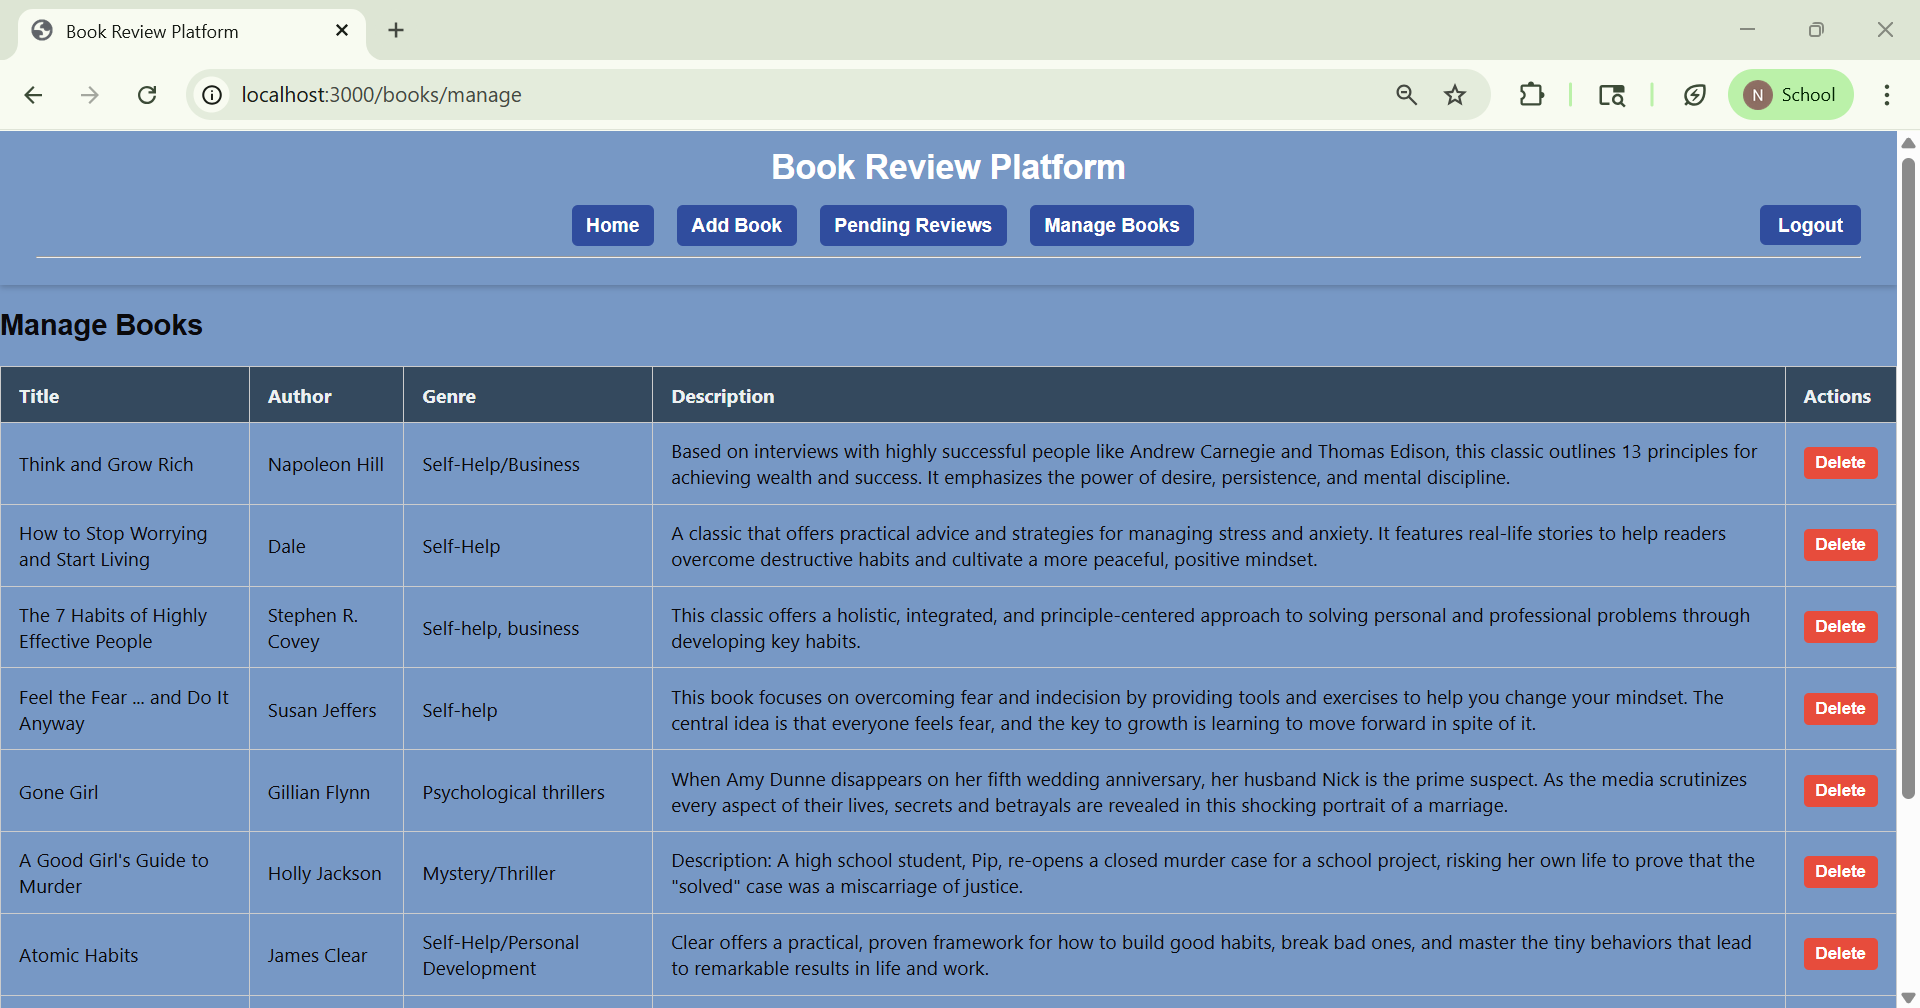 Book Review Platform
localhost:3000/books/manage
N School
Book Review Platform
Home Add Book Pending Reviews Manage Books Logout
Manage Books
Title Author Genre Description Actions
Think and Grow Rich Napoleon Hill Self-Help/Business Based on interviews with highly successful people like Andrew Carnegie and Thomas Edison, this classic outlines 13 principles for
achieving wealth and success. It emphasizes the power of desire, persistence, and mental discipline. Delete
How to Stop Worrying
and Start Living Dale Self-Help A classic that offers practical advice and strategies for managing stress and anxiety. It features real-life stories to help readers
overcome destructive habits and cultivate a more peaceful, positive mindset. Delete
The 7 Habits of Highly
Effective People Stephen R.
Covey Self-help, business This classic offers a holistic, integrated, and principle-centered approach to solving personal and professional problems through
developing key habits. Delete
Feel the Fear ... and Do It
Anyway Susan Jeffers Self-help This book focuses on overcoming fear and indecision by providing tools and exercises to help you change your mindset. The
central idea is that everyone feels fear, and the key to growth is learning to move forward in spite of it. Delete
Gone Girl Gillian Flynn Psychological thrillers When Amy Dunne disappears on her fifth wedding anniversary, her husband Nick is the prime suspect. As the media scrutinizes
every aspect of their lives, secrets and betrayals are revealed in this shocking portrait of a marriage. Delete
A Good Girl's Guide to
Murder Holly Jackson Mystery/Thriller Description: A high school student, Pip, re-opens a closed murder case for a school project, risking her own life to prove that the
"solved" case was a miscarriage of justice. Delete
Atomic Habits James Clear Self-Help/Personal
Development Clear offers a practical, proven framework for how to build good habits, break bad ones, and master the tiny behaviors that lead
to remarkable results in life and work. Delete